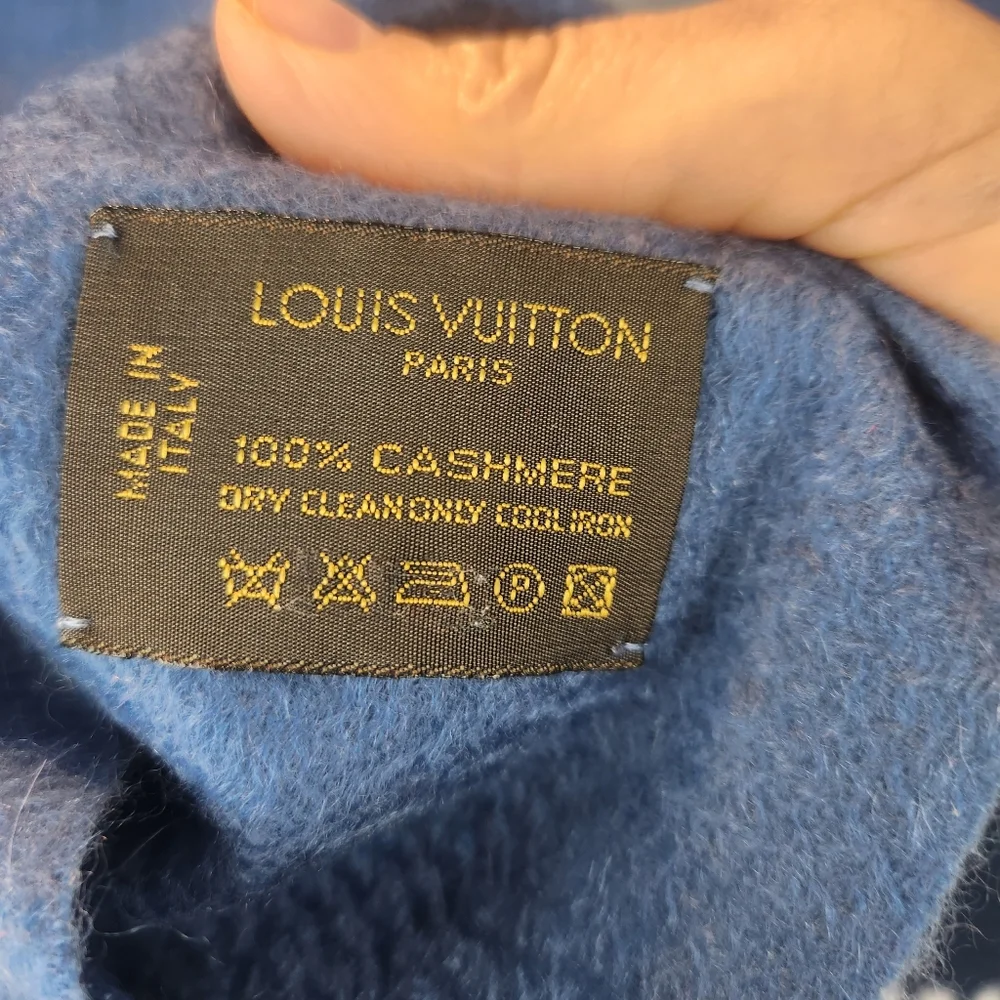 LOUIS VUITTON
PARIS
MADE IN
ITALY
100% CASHMERE
DRY CLEAN ONLY COOL IRON
P